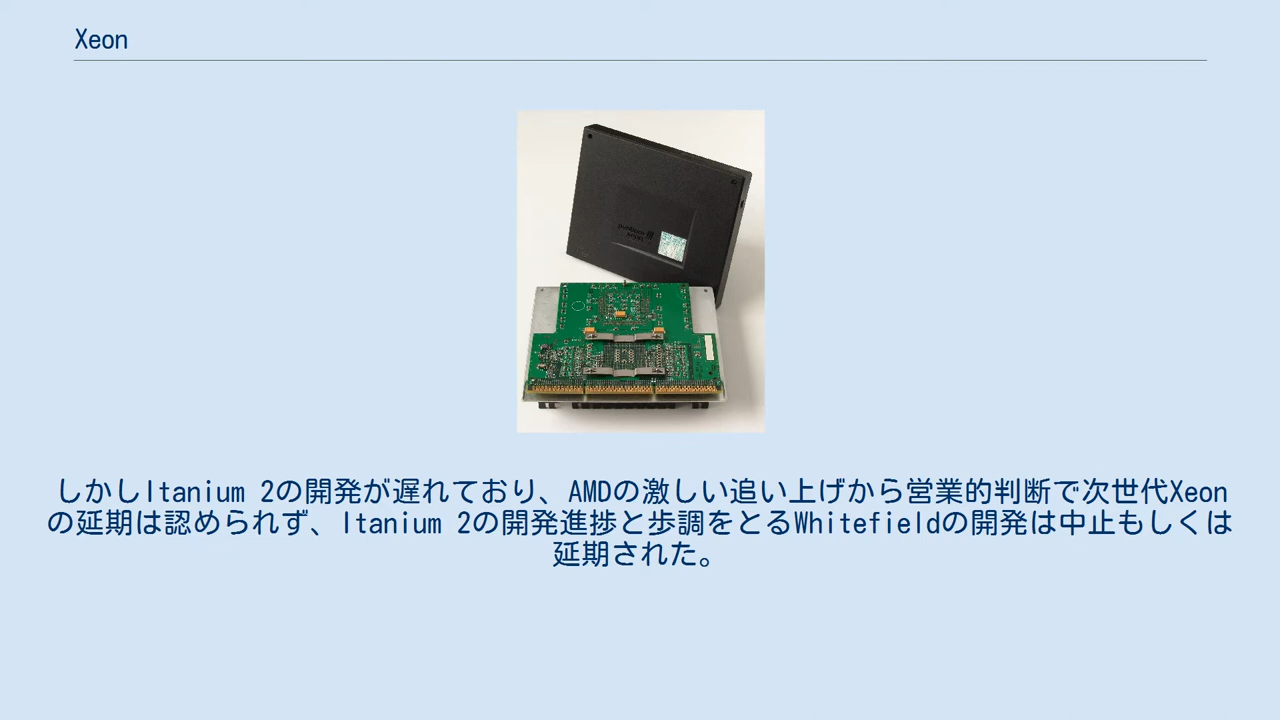 Xeon
しかしItanium 2の開発が遅れており、AMDの激しい追い上げから営業的判断で次世代Xeon
の延期は認められず、Itanium 2の開発進捗と歩調をとるWhitefieldの開発は中止もしくは
延期された。